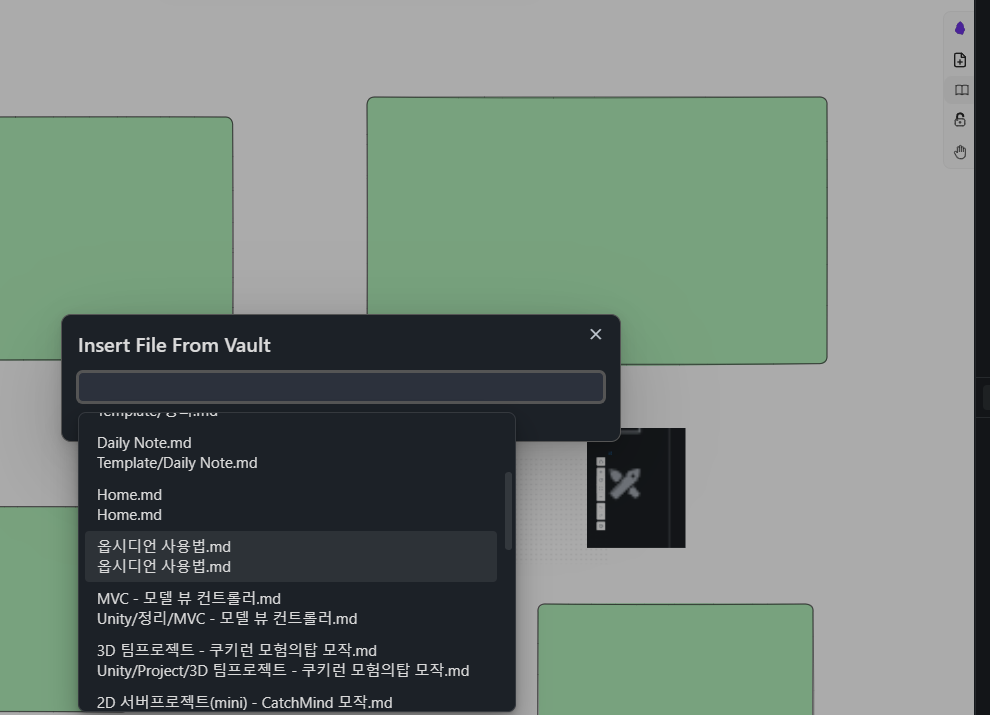 Insert File From Vault
Daily Note.md
Template/Daily Note.md
Home.md
Home.md
옵시디언 사용법.md
옵시디언 사용법.md
MVC - 모델 뷰 컨트롤러.md
Unity/정리/MVC - 모델 뷰 컨트롤러.md
3D 팀프로젝트 - 쿠키런 모험의탑 모작.md
Unity/Project/3D 팀프로젝트 - 쿠키런 모험의탑 모작.md
2D 서버프로젝트(mini) - CatchMind 모작.md